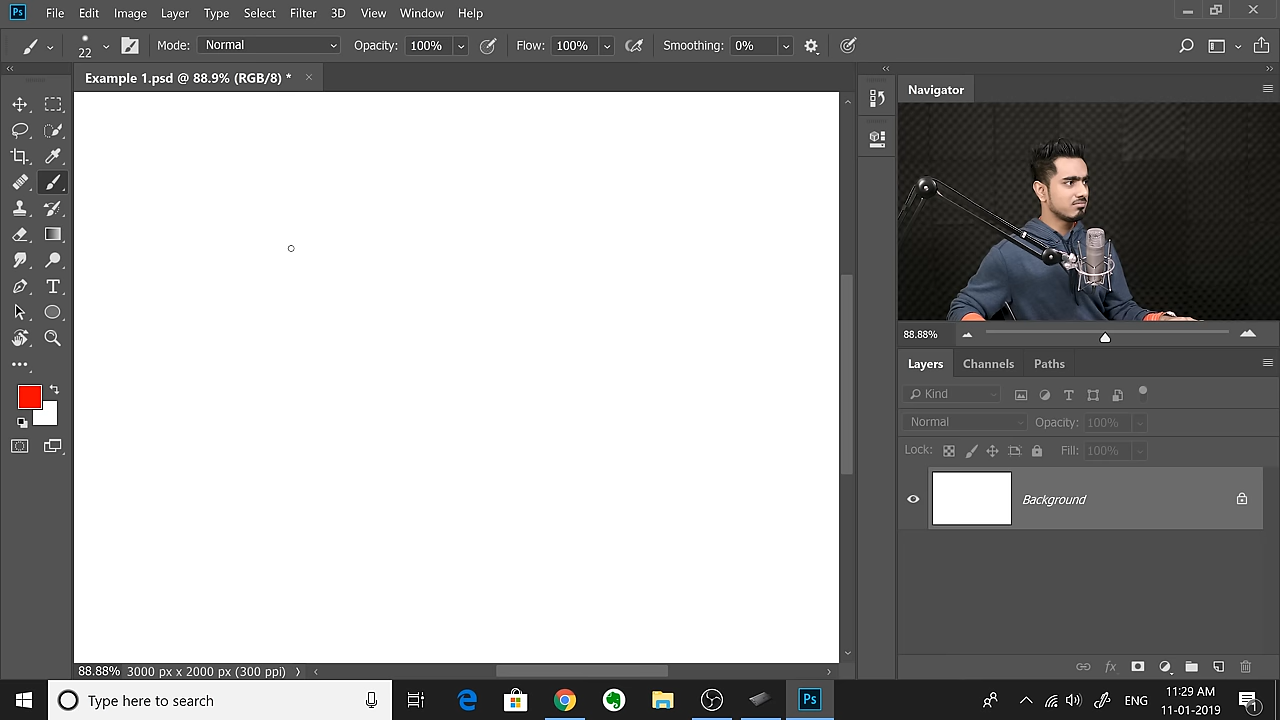 Ps File Edit Image Layer Type Select Filter 3D View Window Help
22 Mode: Normal Opacity: 100% Flow: 100% Smoothing: 0%
Example 1.psd @ 88.9% (RGB/8) *
Navigator
88.88%
Layers Channels Paths
Kind
Normal Opacity: 100%
Lock: Fill: 100%
Background
88.88% 3000 px x 2000 px (300 ppi)
Type here to search
Ps
ENG
11:29 AM
11-01-2019
1